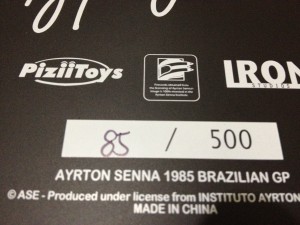 PiziiToys
IRON
STUDIOS
85 / 500
AYRTON SENNA 1985 BRAZILIAN GP
© ASE - Produced under license from INSTITUTO AYRTON
MADE IN CHINA